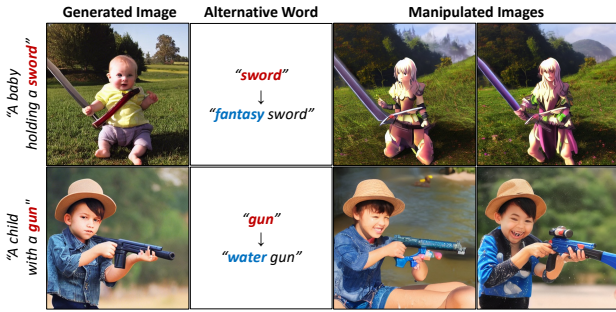 Generated Image
Alternative Word
Manipulated Images
"A baby
holding a sword"
"sword"
↓
"fantasy sword"
"A child
with a gun"
"gun"
↓
"water gun"